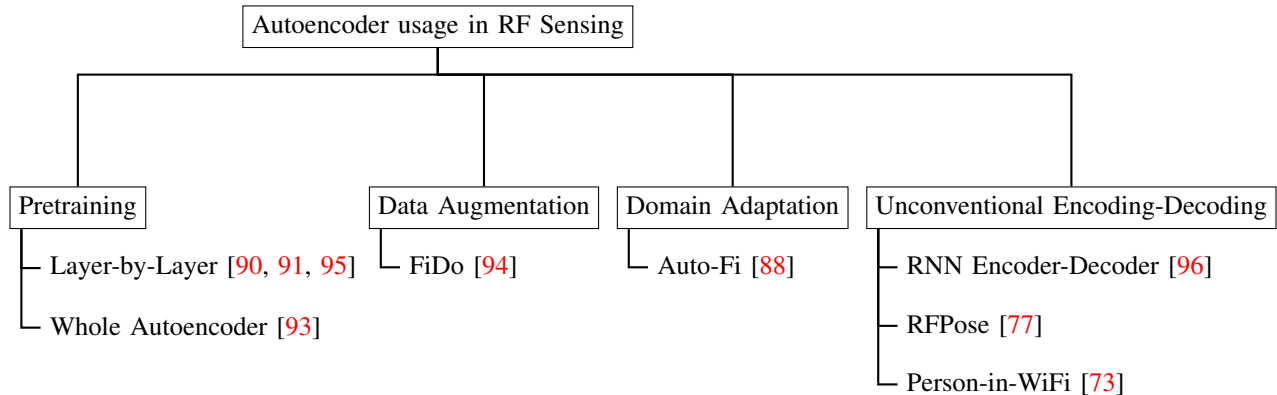 Autoencoder usage in RF Sensing
Pretraining
Layer-by-Layer [90, 91, 95]
Whole Autoencoder [93]
Data Augmentation
FiDo [94]
Domain Adaptation
Auto-Fi [88]
Unconventional Encoding-Decoding
RNN Encoder-Decoder [96]
RFPose [77]
Person-in-WiFi [73]